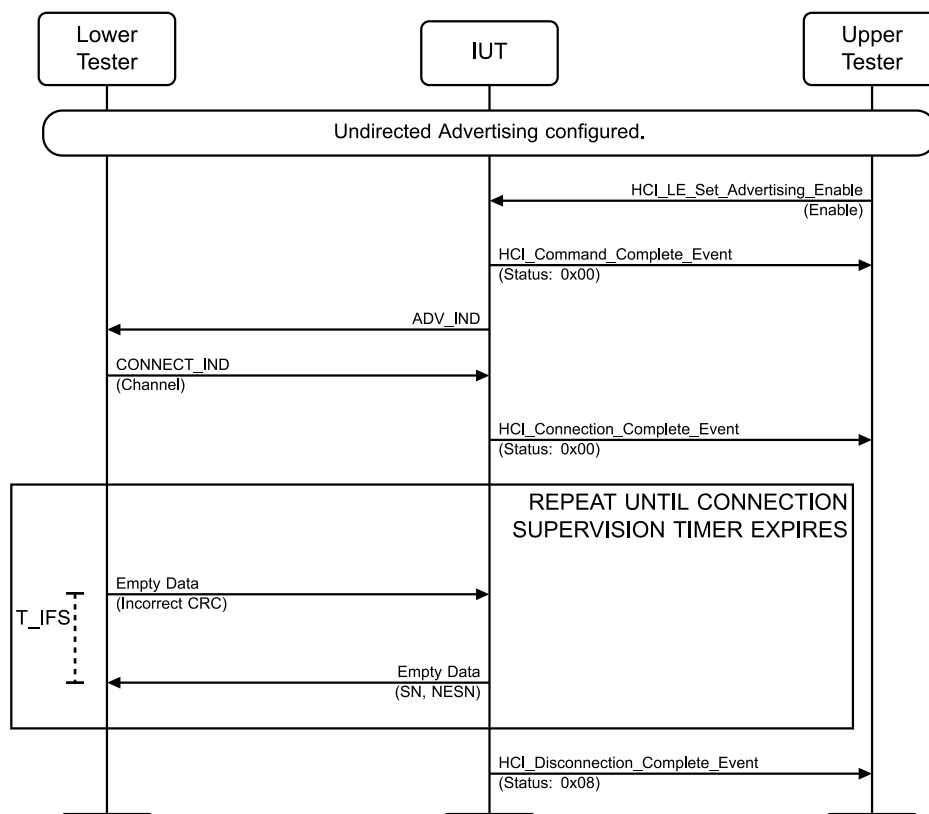 Lower
Tester
IUT
Upper
Tester
Undirected Advertising configured.
HCI_LE_Set_Advertising_Enable
(Enable)
HCI_Command_Complete_Event
(Status: 0x00)
ADV_IND
CONNECT_IND
(Channel)
HCI_Connection_Complete_Event
(Status: 0x00)
REPEAT UNTIL CONNECTION
SUPERVISION TIMER EXPIRES
Empty Data
(Incorrect CRC)
T_IFS
Empty Data
(SN, NESN)
HCI_Disconnection_Complete_Event
(Status: 0x08)